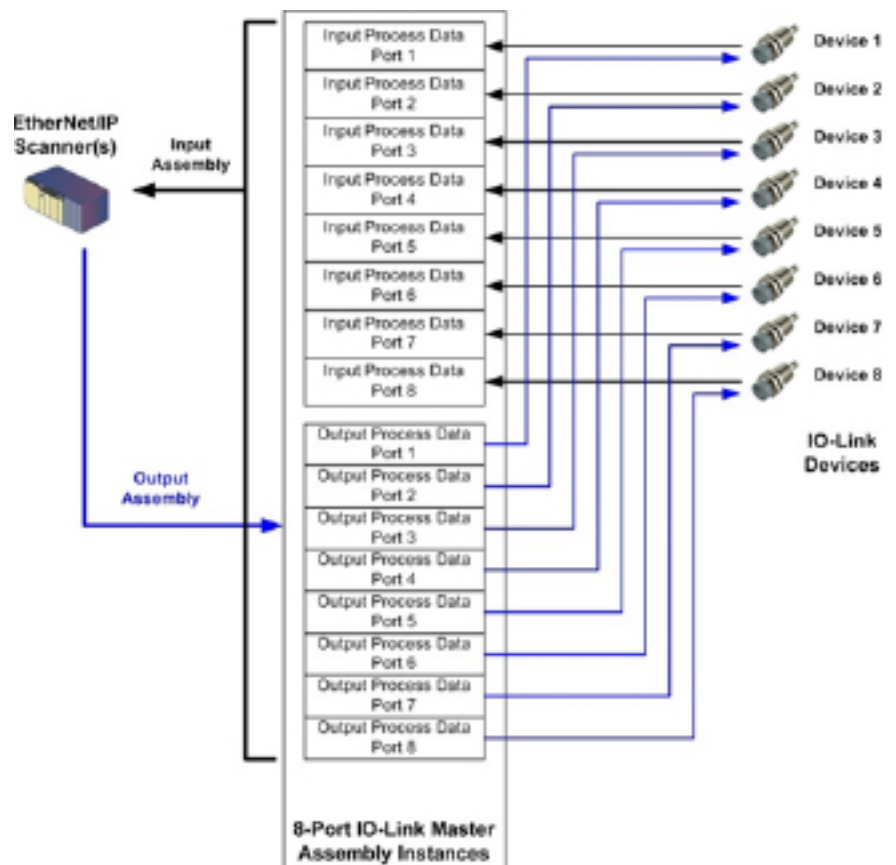 EtherNet/IP
Scanner(s)
Input
Assembly
Output
Assembly
Input Process Data
Port 1
Input Process Data
Port 2
Input Process Data
Port 3
Input Process Data
Port 4
Input Process Data
Port 5
Input Process Data
Port 6
Input Process Data
Port 7
Input Process Data
Port 8
Output Process Data
Port 1
Output Process Data
Port 2
Output Process Data
Port 3
Output Process Data
Port 4
Output Process Data
Port 5
Output Process Data
Port 6
Output Process Data
Port 7
Output Process Data
Port 8
8-Port IO-Link Master
Assembly Instances
Device 1
Device 2
Device 3
Device 4
Device 5
Device 6
Device 7
Device 8
IO-Link
Devices